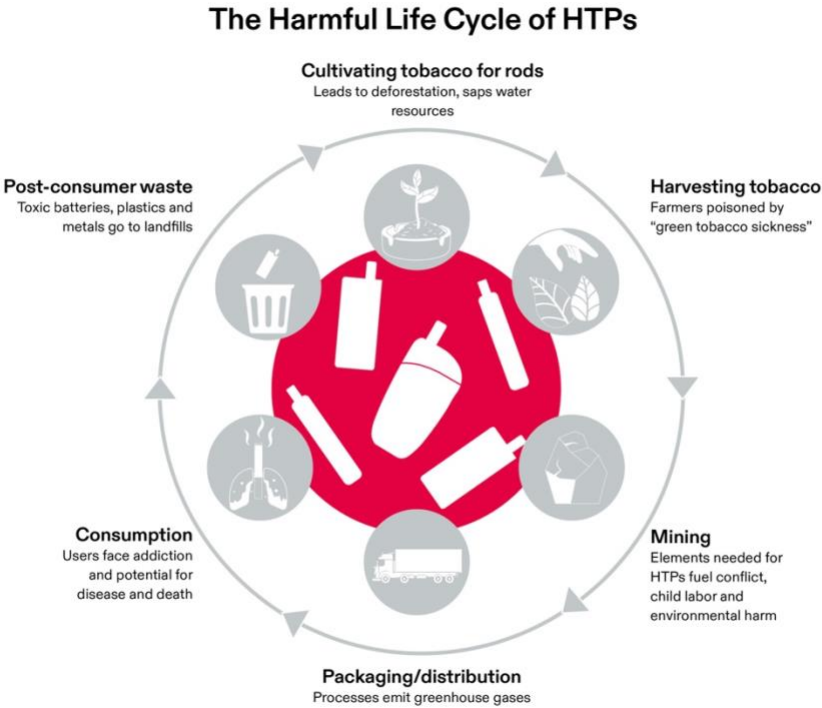 The Harmful Life Cycle of HTPs
Cultivating tobacco for rods
Leads to deforestation, saps water
resources
Harvesting tobacco
Farmers poisoned by
“green tobacco sickness”
Mining
Elements needed for
HTPs fuel conflict,
child labor and
environmental harm
Packaging/distribution
Processes emit greenhouse gases
Consumption
Users face addiction
and potential for
disease and death
Post-consumer waste
Toxic batteries, plastics and
metals go to landfills